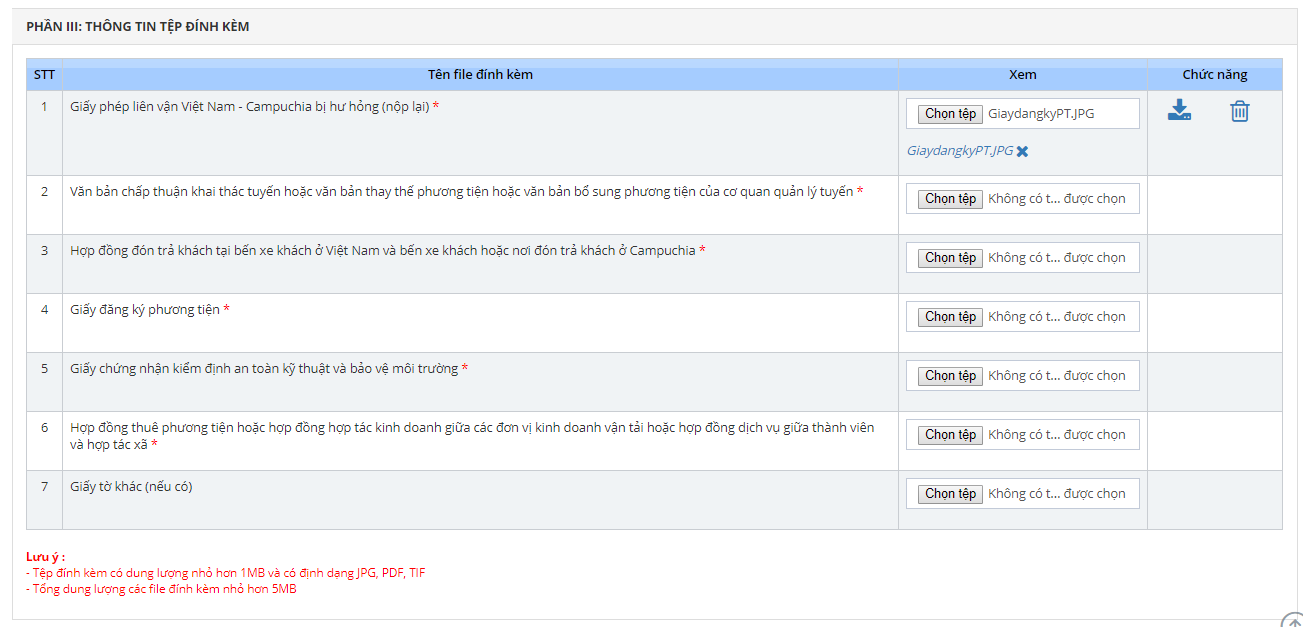 PHẦN III: THÔNG TIN TỆP ĐÍNH KÈM
STT Tên file đính kèm Xem Chức năng
1 Giấy phép liên vận Việt Nam - Campuchia bị hư hỏng (nộp lại) * Chọn tệp GiaydangkyPT.JPG
GiaydangkyPT.JPG
2 Văn bản chấp thuận khai thác tuyến hoặc văn bản thay thế phương tiện hoặc văn bản bổ sung phương tiện của cơ quan quản lý tuyến * Chọn tệp Không có t... được chọn
3 Hợp đồng đón trả khách tại bến xe khách ở Việt Nam và bến xe khách hoặc nơi đón trả khách ở Campuchia * Chọn tệp Không có t... được chọn
4 Giấy đăng ký phương tiện * Chọn tệp Không có t... được chọn
5 Giấy chứng nhận kiểm định an toàn kỹ thuật và bảo vệ môi trường * Chọn tệp Không có t... được chọn
6 Hợp đồng thuê phương tiện hoặc hợp đồng hợp tác kinh doanh giữa các đơn vị kinh doanh vận tải hoặc hợp đồng dịch vụ giữa thành viên Chọn tệp Không có t... được chọn
và hợp tác xã *
7 Giấy tờ khác (nếu có) Chọn tệp Không có t... được chọn
Lưu ý :
- Tệp đính kèm có dung lượng nhỏ hơn 1MB và có định dạng JPG, PDF, TIF
- Tổng dung lượng các file đính kèm nhỏ hơn 5MB